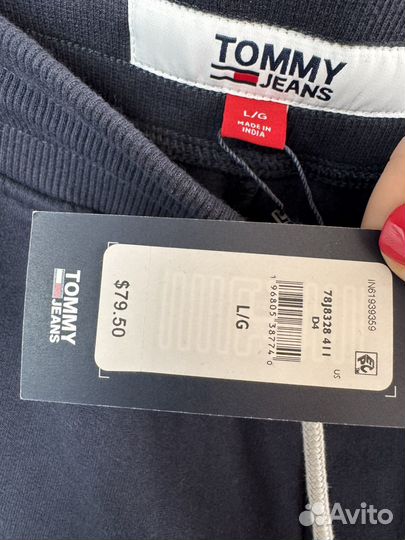 TOMMY
JEANS
L/G
MADE IN
INDIA
TOMMY
JEANS
IN61939359
US
78J8328 411
D4
1 96805 38774 0
L/G
$79.50
Avito